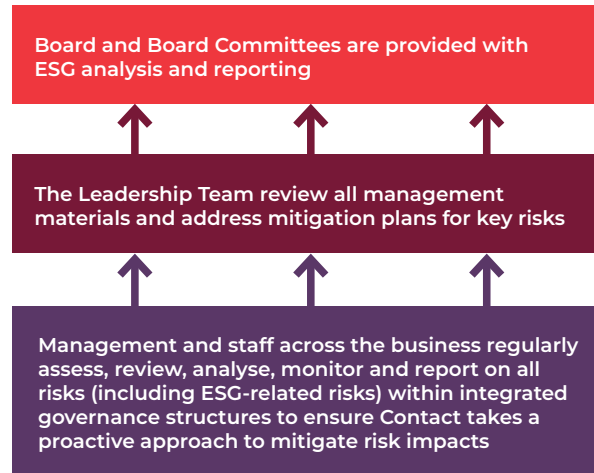 Board and Board Committees are provided with
ESG analysis and reporting
The Leadership Team review all management
materials and address mitigation plans for key risks
Management and staff across the business regularly
assess, review, analyse, monitor and report on all
risks (including ESG-related risks) within integrated
governance structures to ensure Contact takes a
proactive approach to mitigate risk impacts